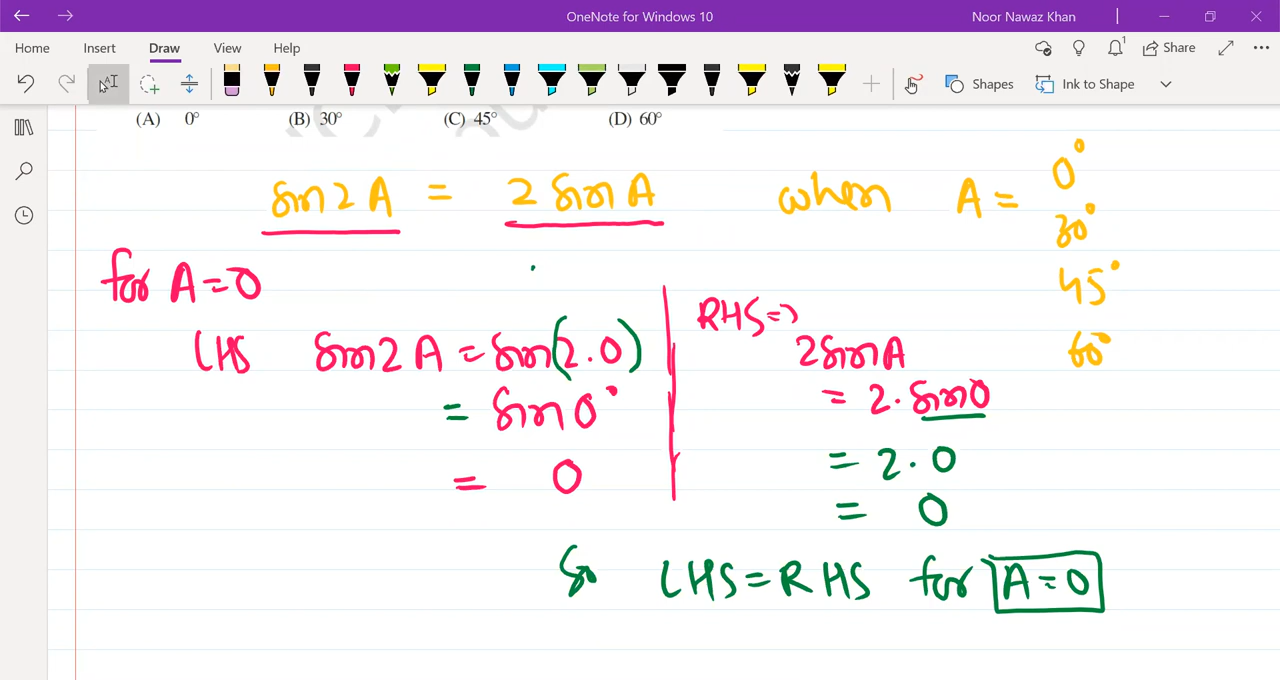 OneNote for Windows 10
Noor Nawaz Khan
Home Insert Draw View Help
Share
Shapes
Ink to Shape
(A) 0° (B) 30° (C) 45° (D) 60°
sin 2A = 2 sin A when A = 0°
30°
45°
60°
for A = 0
LHS sin 2A = sin(2.0)
= sin 0°
= 0
RHS =>
2 sin A
= 2. sin 0
= 2.0
= 0
So LHS = RHS for A = 0